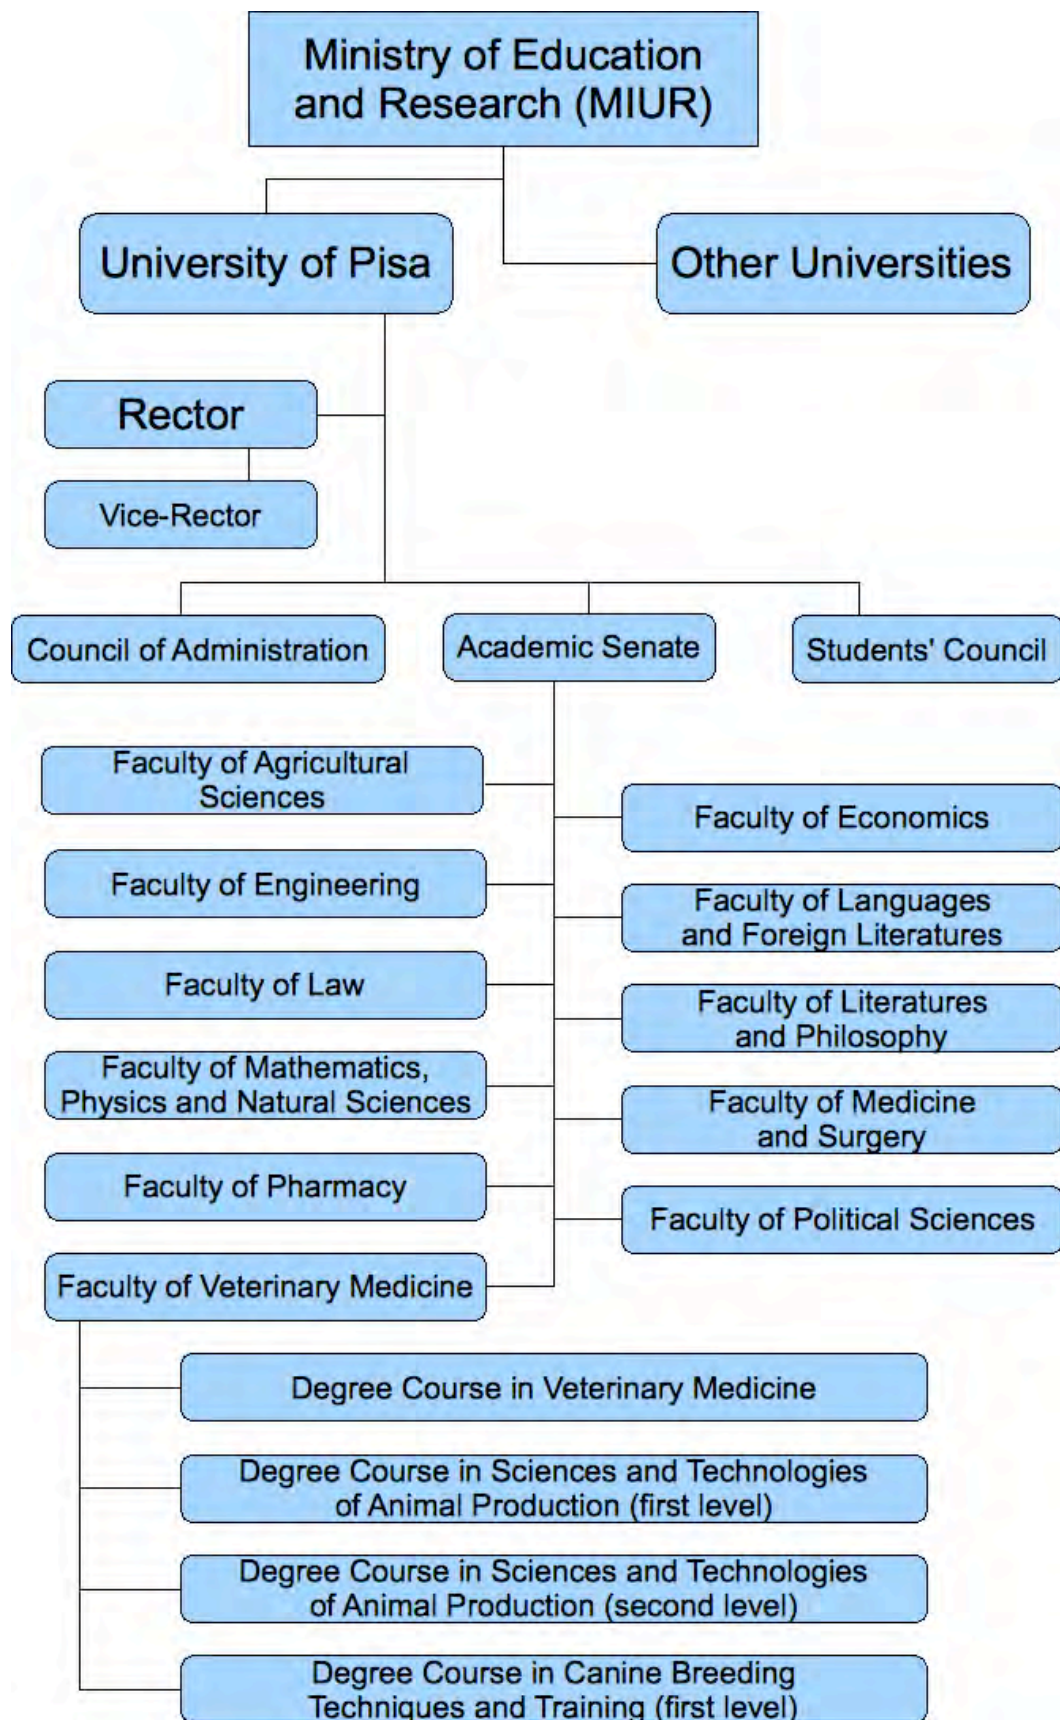 Ministry of Education
and Research (MIUR)
University of Pisa
Other Universities
Rector
Vice-Rector
Council of Administration
Academic Senate
Students' Council
Faculty of Agricultural
Sciences
Faculty of Economics
Faculty of Engineering
Faculty of Languages
and Foreign Literatures
Faculty of Law
Faculty of Literatures
and Philosophy
Faculty of Mathematics,
Physics and Natural Sciences
Faculty of Medicine
and Surgery
Faculty of Pharmacy
Faculty of Political Sciences
Faculty of Veterinary Medicine
Degree Course in Veterinary Medicine
Degree Course in Sciences and Technologies
of Animal Production (first level)
Degree Course in Sciences and Technologies
of Animal Production (second level)
Degree Course in Canine Breeding
Techniques and Training (first level)